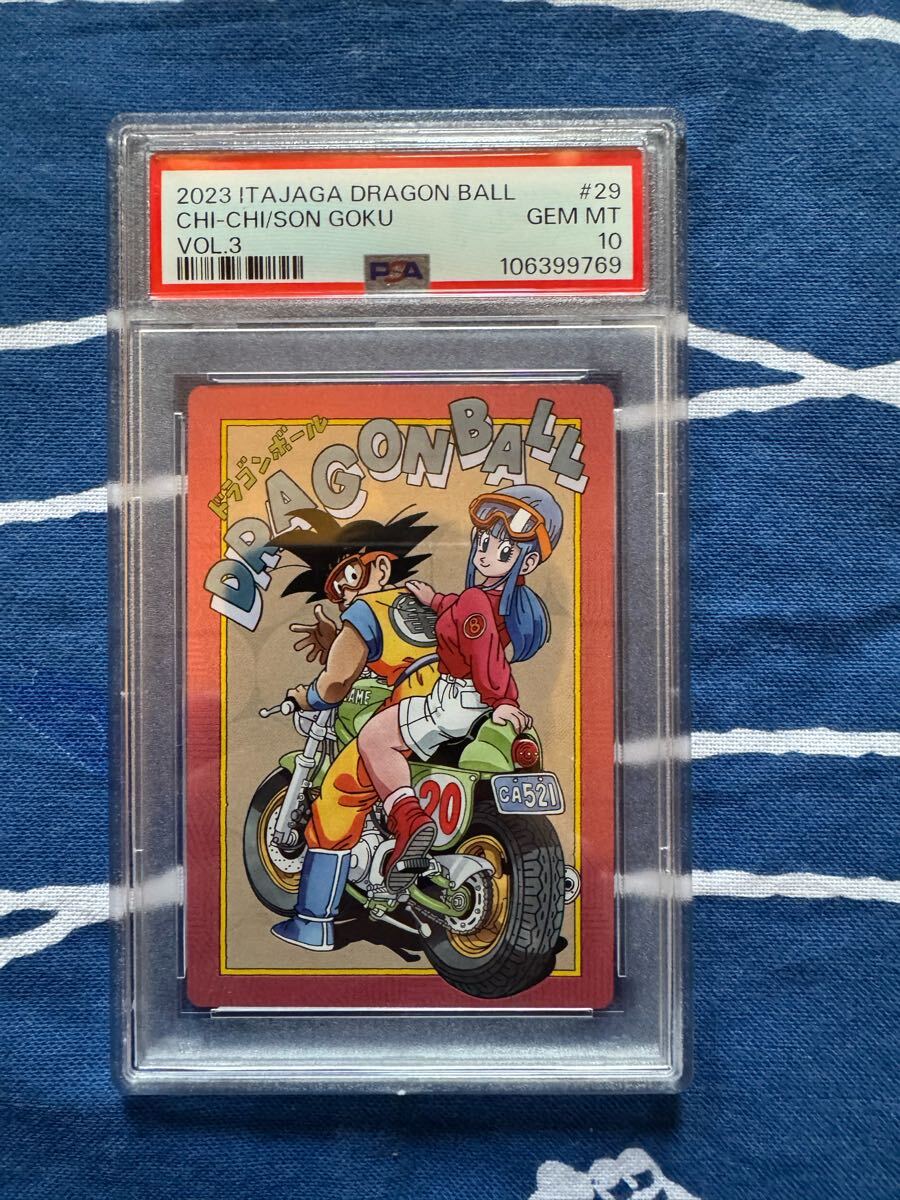 2023 ITAJAGA DRAGON BALL #29
CHI-CHI/SON GOKU GEM MT
VOL.3 10
PSA 106399769
ドラゴンボール
DRAGON BALL
B
NAME
20
CA521